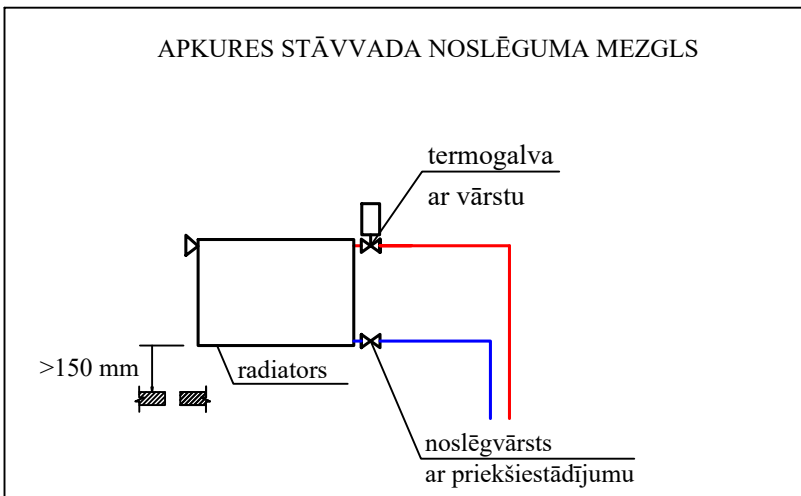 APKURES STĀVVADA NOSLĒGUMA MEZGLS
termogalva
ar vārstu
>150 mm
radiators
noslēgvārsts
ar priekšiestādījumu